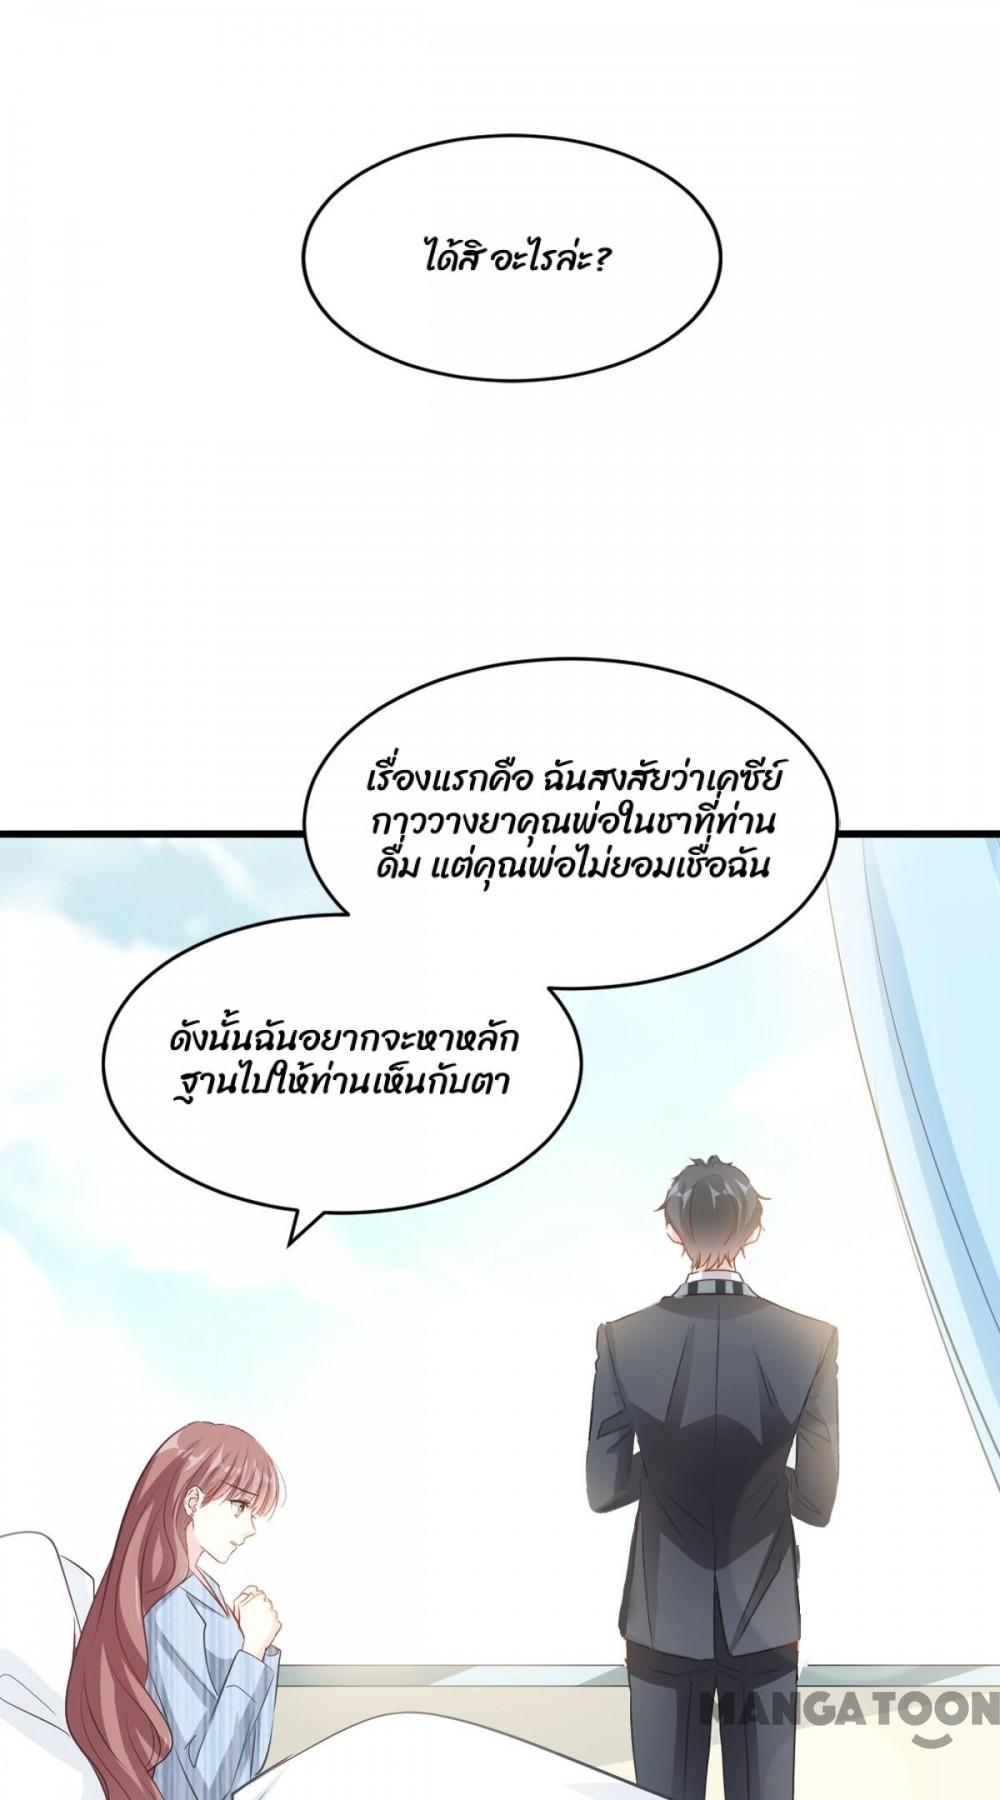 ได้สิ อะไรล่ะ?
เรื่องแรกคือ ฉันสงสัยว่าเคซีย์
กาววางยาคุณพ่อในชาที่ท่าน
ดื่ม แต่คุณพ่อไม่ยอมเชื่อฉัน
ดังนั้นฉันอยากจะหาหลัก
ฐานไปให้ท่านเห็นกับตา
MANGATOON